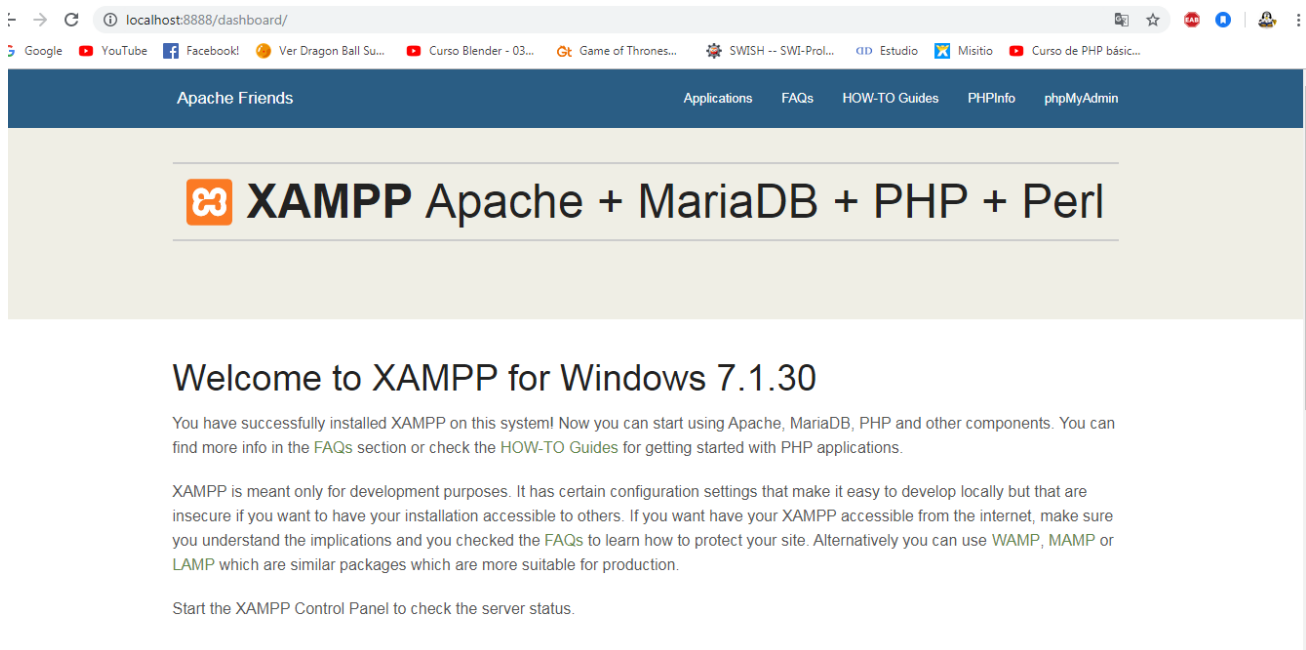 localhost:8888/dashboard/
Google YouTube Facebook! Ver Dragon Ball Su... Curso Blender - 03... Gt Game of Thrones... SWISH -- SWI-Prol... dD Estudio Misitio Curso de PHP básic...
Apache Friends Applications FAQs HOW-TO Guides PHPInfo phpMyAdmin
XAMPP Apache + MariaDB + PHP + Perl
Welcome to XAMPP for Windows 7.1.30
You have successfully installed XAMPP on this system! Now you can start using Apache, MariaDB, PHP and other components. You can
find more info in the FAQs section or check the HOW-TO Guides for getting started with PHP applications.
XAMPP is meant only for development purposes. It has certain configuration settings that make it easy to develop locally but that are
insecure if you want to have your installation accessible to others. If you want have your XAMPP accessible from the internet, make sure
you understand the implications and you checked the FAQs to learn how to protect your site. Alternatively you can use WAMP, MAMP or
LAMP which are similar packages which are more suitable for production.
Start the XAMPP Control Panel to check the server status.